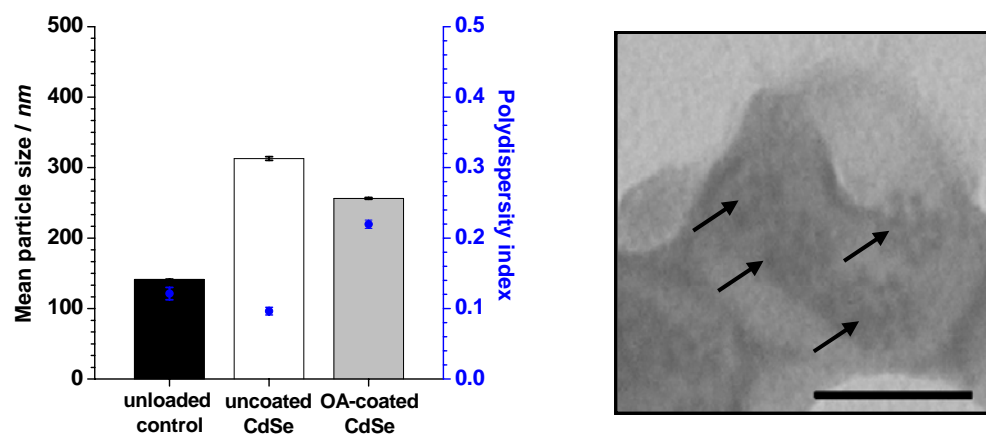 500
400
300
200
100
0
Mean particle size / nm
0.5
0.4
0.3
0.2
0.1
0.0
Polydispersity index
unloaded
control
uncoated
CdSe
OA-coated
CdSe